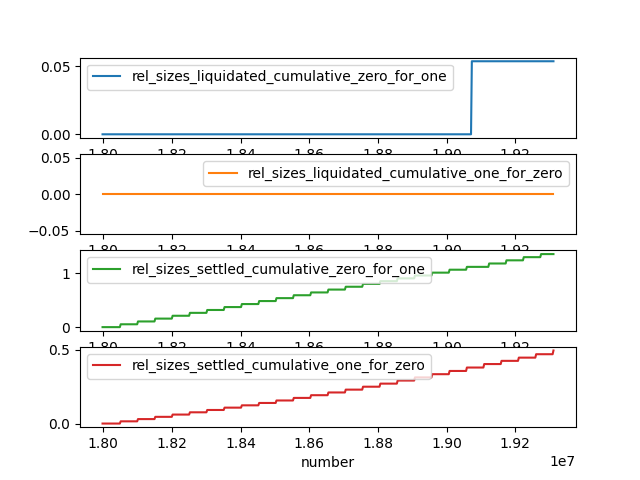 0.05
rel_sizes_liquidated_cumulative_zero_for_one
0.00
1.80 1.82 1.84 1.86 1.88 1.90 1.92
0.05
rel_sizes_liquidated_cumulative_one_for_zero
0.00
−0.05
1.80 1.82 1.84 1.86 1.88 1.90 1.92
rel_sizes_settled_cumulative_zero_for_one
1
0
1.80 1.82 1.84 1.86 1.88 1.90 1.92
0.5
rel_sizes_settled_cumulative_one_for_zero
0.0
1.80 1.82 1.84 1.86 1.88 1.90 1.92
number
1e7